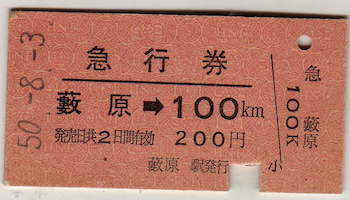 50.-8.-3
急行券
藪原➡100km
発売日共2日間有効 200円
藪原 駅発行 小
急 藪原
100K